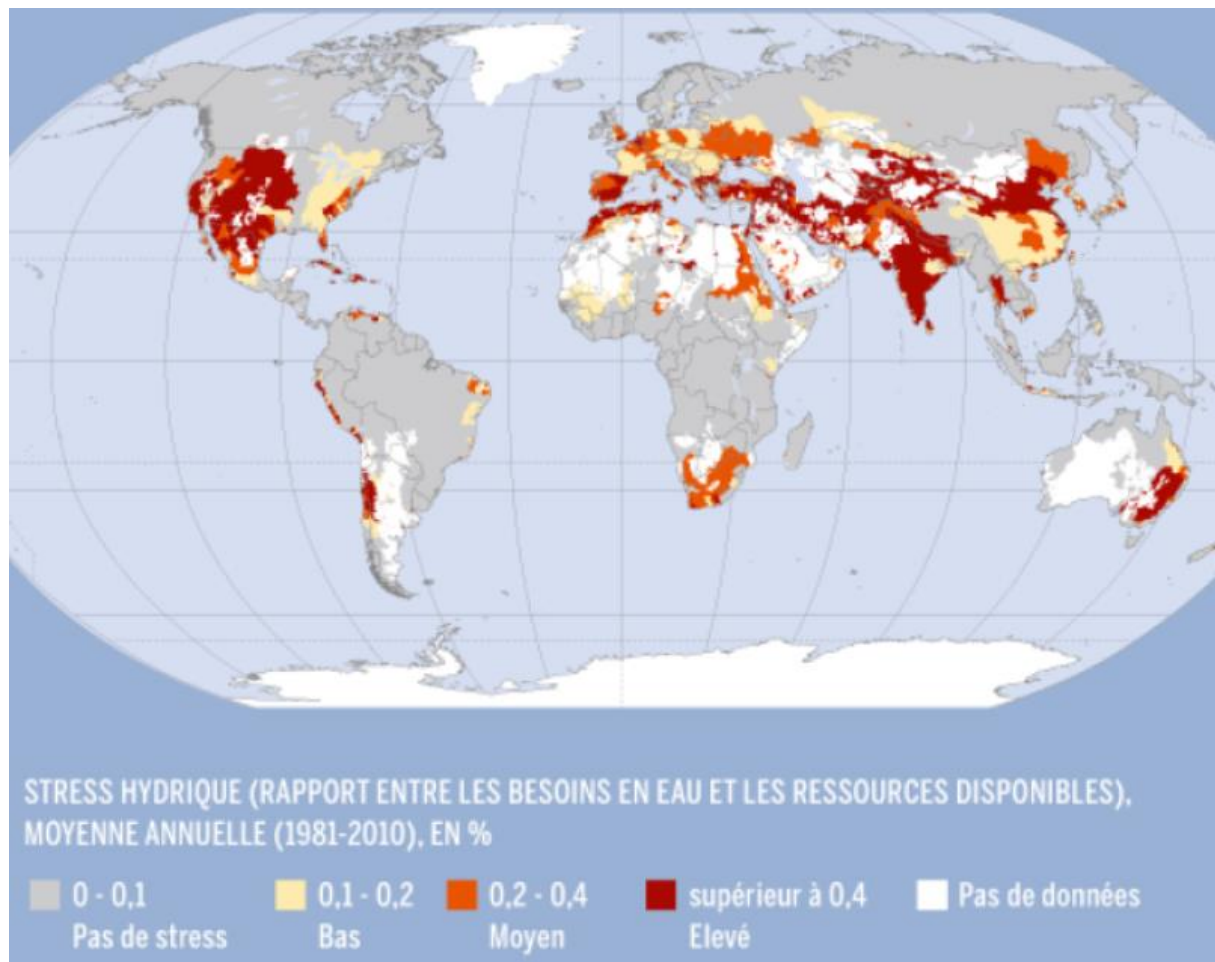 STRESS HYDRIQUE (RAPPORT ENTRE LES BESOINS EN EAU ET LES RESSOURCES DISPONIBLES),
MOYENNE ANNUELLE (1981-2010), EN %
0 - 0,1
Pas de stress
0,1 - 0,2
Bas
0,2 - 0,4
Moyen
supérieur à 0,4
Elevé
Pas de données